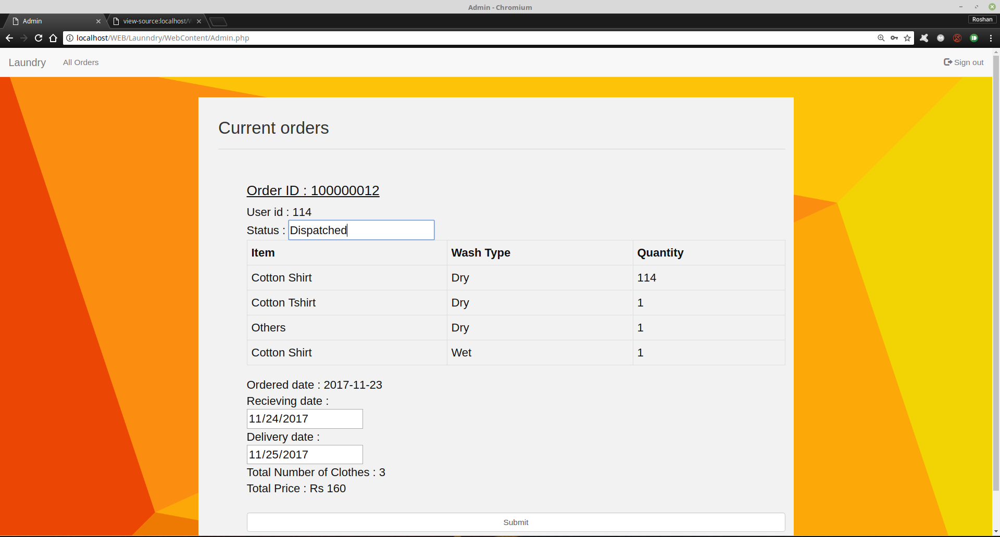 Admin - Chromium
Admin
view-source:localhost/W
Roshan
localhost/WEB/Launndry/WebContent/Admin.php
Laundry All Orders Sign out
Current orders
Order ID : 100000012
User id : 114
Status : Dispatched
Item Wash Type Quantity
Cotton Shirt Dry 114
Cotton Tshirt Dry 1
Others Dry 1
Cotton Shirt Wet 1
Ordered date : 2017-11-23
Recieving date :
11/24/2017
Delivery date :
11/25/2017
Total Number of Clothes : 3
Total Price : Rs 160
Submit